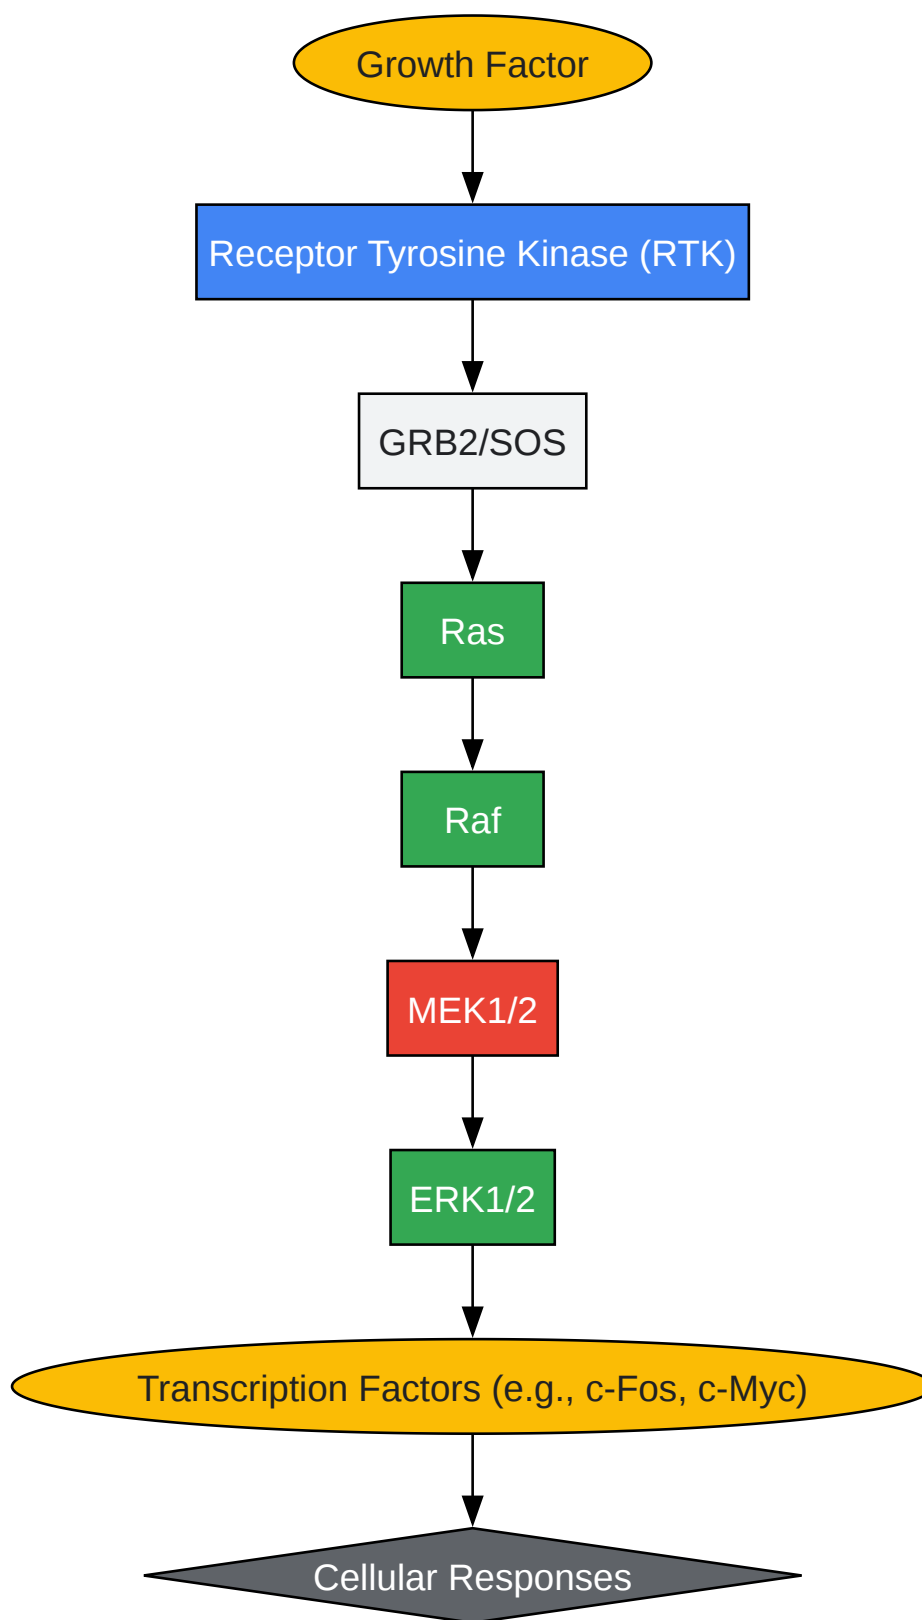 Growth Factor
Receptor Tyrosine Kinase (RTK)
GRB2/SOS
Ras
Raf
MEK1/2
ERK1/2
Transcription Factors (e.g., c-Fos, c-Myc)
Cellular Responses